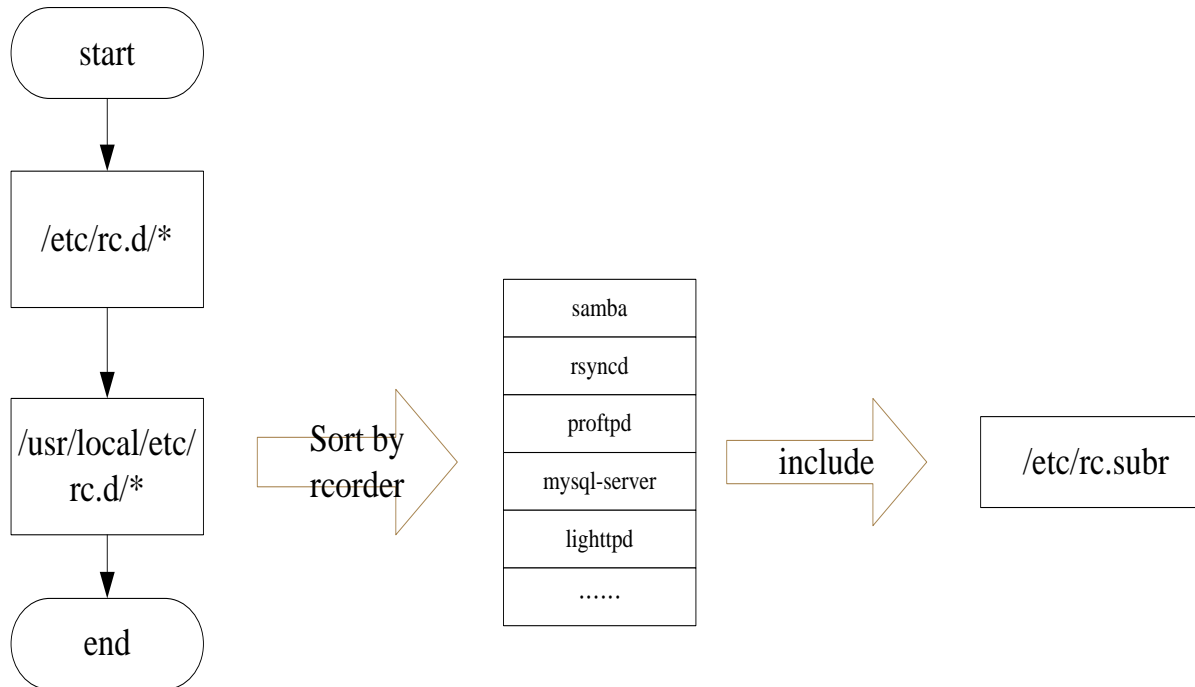 start
/etc/rc.d/*
/usr/local/etc/
rc.d/*
end
Sort by
rcorder
samba
rsyncd
proftpd
mysql-server
lighttpd
......
include
/etc/rc.subr